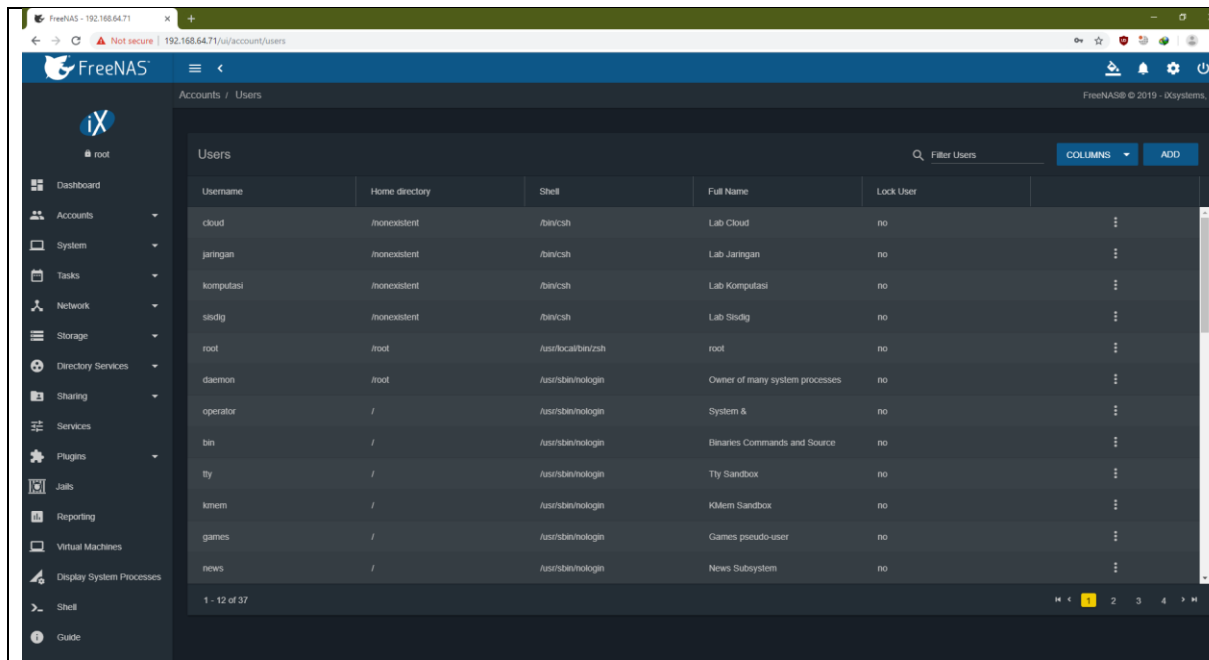 FreeNAS - 192.168.64.71
Not secure | 192.168.64.71/ui/account/users
FreeNAS
Accounts / Users
FreeNAS® © 2019 - iXsystems,
iX
root
Dashboard
Accounts
System
Tasks
Network
Storage
Directory Services
Sharing
Services
Plugins
Jails
Reporting
Virtual Machines
Display System Processes
Shell
Guide
Users
Filter Users
COLUMNS
ADD
Username Home directory Shell Full Name Lock User
cloud /nonexistent /bin/csh Lab Cloud no
jaringan /nonexistent /bin/csh Lab Jaringan no
komputasi /nonexistent /bin/csh Lab Komputasi no
sisdig /nonexistent /bin/csh Lab Sisdig no
root /root /usr/local/bin/zsh root no
daemon /root /usr/sbin/nologin Owner of many system processes no
operator / /usr/sbin/nologin System & no
bin / /usr/sbin/nologin Binaries Commands and Source no
tty / /usr/sbin/nologin Tty Sandbox no
kmem / /usr/sbin/nologin KMem Sandbox no
games / /usr/sbin/nologin Games pseudo-user no
news / /usr/sbin/nologin News Subsystem no
1 - 12 of 37
1 2 3 4